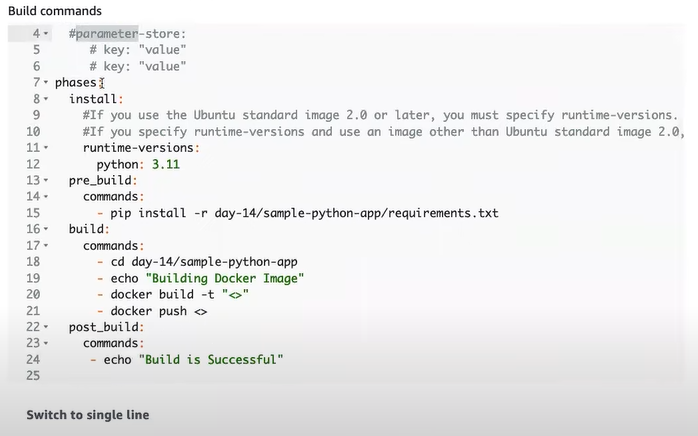 Build commands
4 #parameter-store:
5 # key: "value"
6 # key: "value"
7 phases:
8 install:
9 #If you use the Ubuntu standard image 2.0 or later, you must specify runtime-versions.
10 #If you specify runtime-versions and use an image other than Ubuntu standard image 2.0,
11 runtime-versions:
12 python: 3.11
13 pre_build:
14 commands:
15 - pip install -r day-14/sample-python-app/requirements.txt
16 build:
17 commands:
18 - cd day-14/sample-python-app
19 - echo "Building Docker Image"
20 - docker build -t "<>"
21 - docker push <>
22 post_build:
23 commands:
24 - echo "Build is Successful"
25
Switch to single line